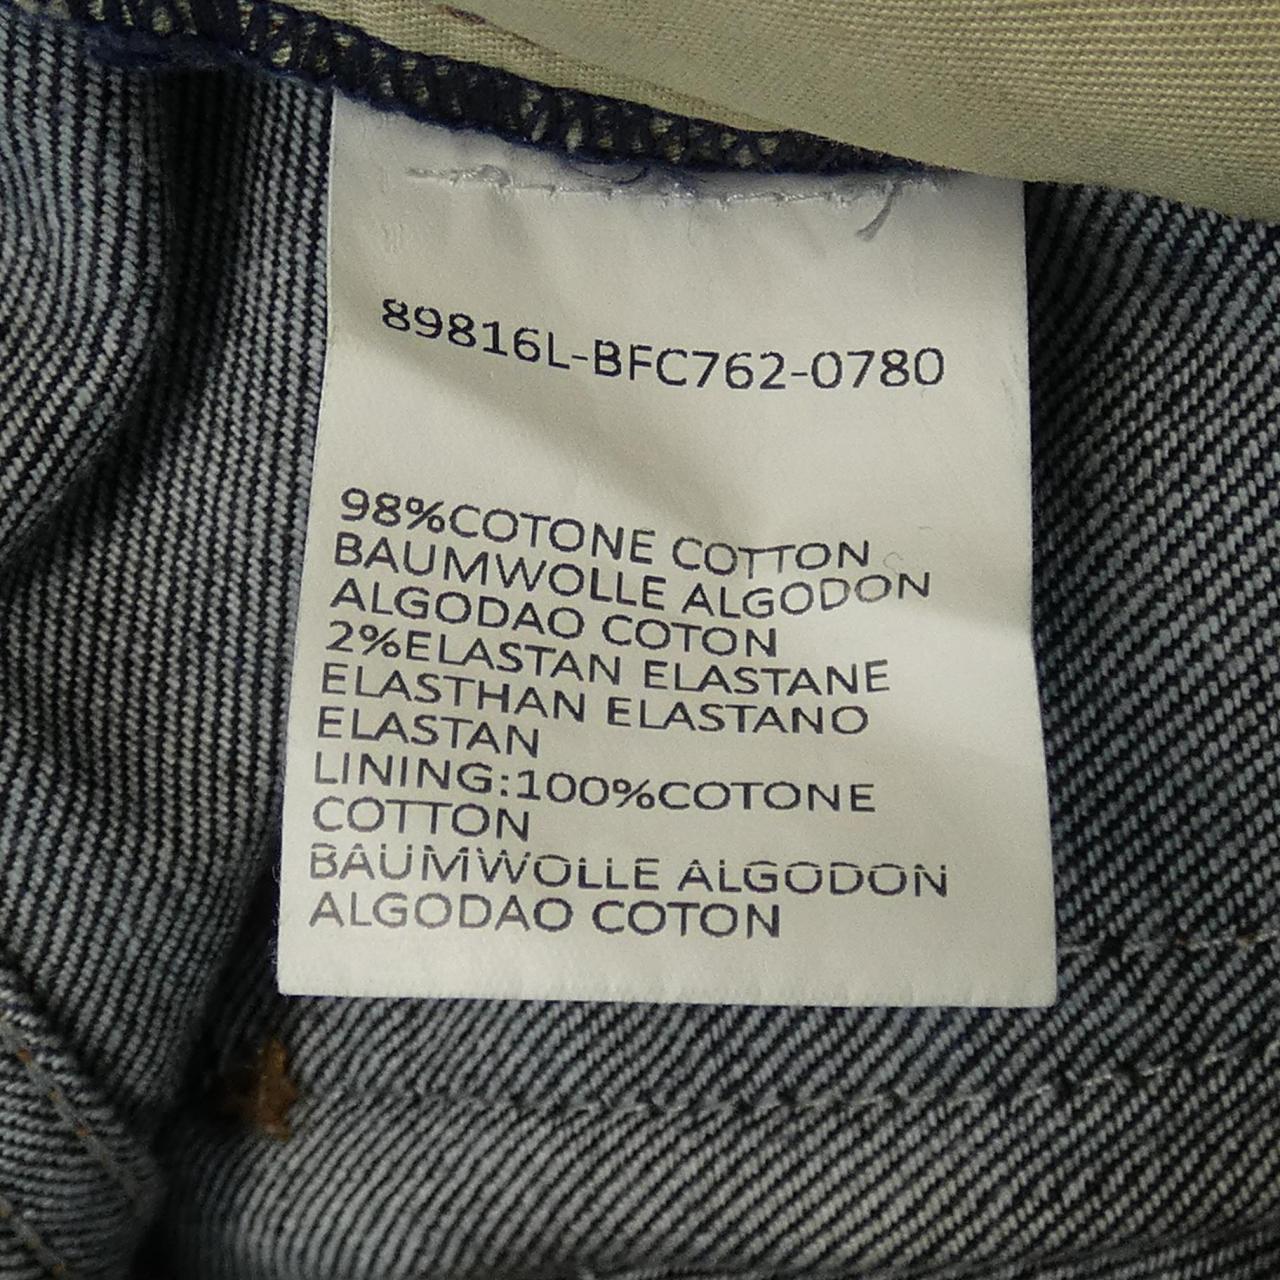 89816L-BFC762-0780
98%COTONE COTTON
BAUMWOLLE ALGODON
ALGODAO COTON
2%ELASTAN ELASTANE
ELASTHAN ELASTANO
ELASTAN
LINING:100%COTONE
COTTON
BAUMWOLLE ALGODON
ALGODAO COTON